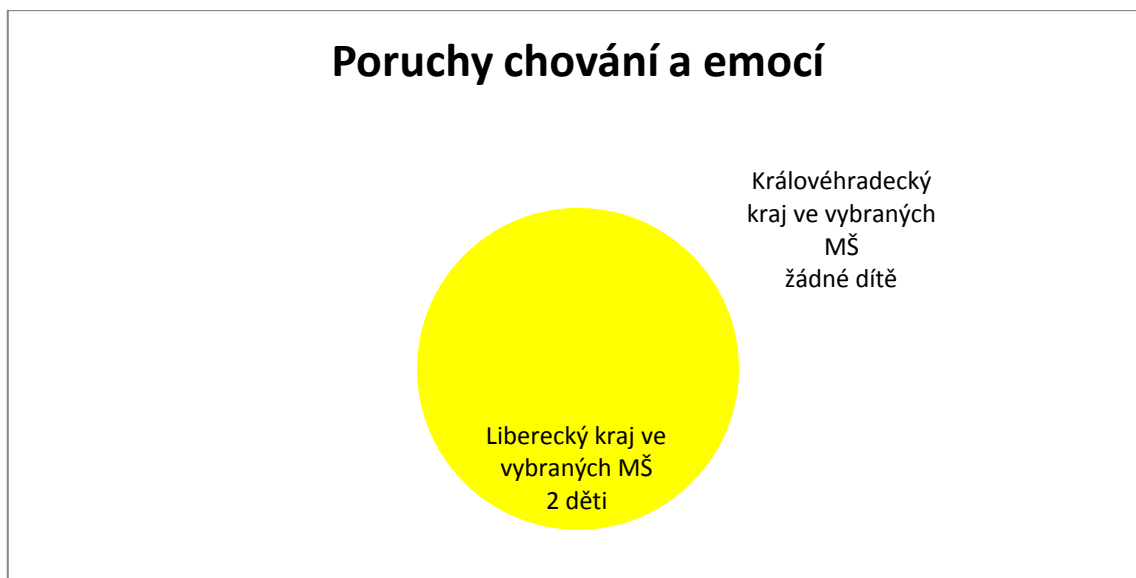 Poruchy chování a emocí
Královéhradecký
kraj ve vybraných
MŠ
žádné dítě
Liberecký kraj ve
vybraných MŠ
2 děti